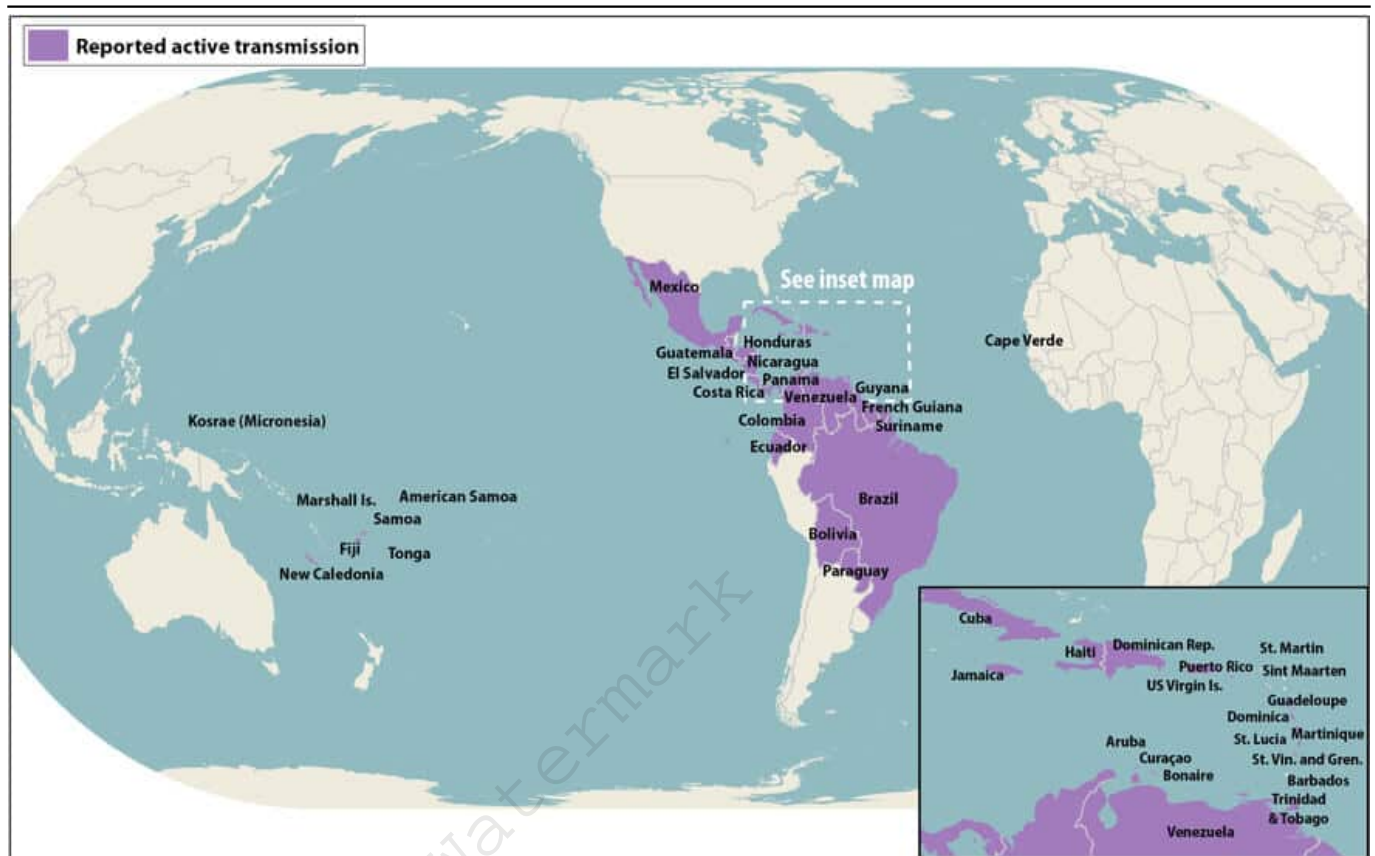 Reported active transmission
See inset map
Mexico
Honduras
Guatemala
Nicaragua
El Salvador
Panama
Costa Rica
Venezuela
Guyana
French Guiana
Colombia
Suriname
Ecuador
Brazil
Bolivia
Paraguay
Cape Verde
Kosrae (Micronesia)
Marshall Is.
American Samoa
Samoa
Fiji
Tonga
New Caledonia
Watermark
Cuba
Haiti
Dominican Rep.
St. Martin
Jamaica
Puerto Rico
Sint Maarten
US Virgin Is.
Guadeloupe
Dominica
Martinique
St. Lucia
Aruba
Curaçao
Bonaire
St. Vin. and Gren.
Barbados
Trinidad
& Tobago
Venezuela